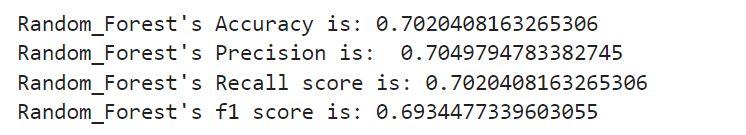 Random_Forest's Accuracy is: 0.7020408163265306
Random_Forest's Precision is:  0.7049794783382745
Random_Forest's Recall score is: 0.7020408163265306
Random_Forest's f1 score is: 0.6934477339603055